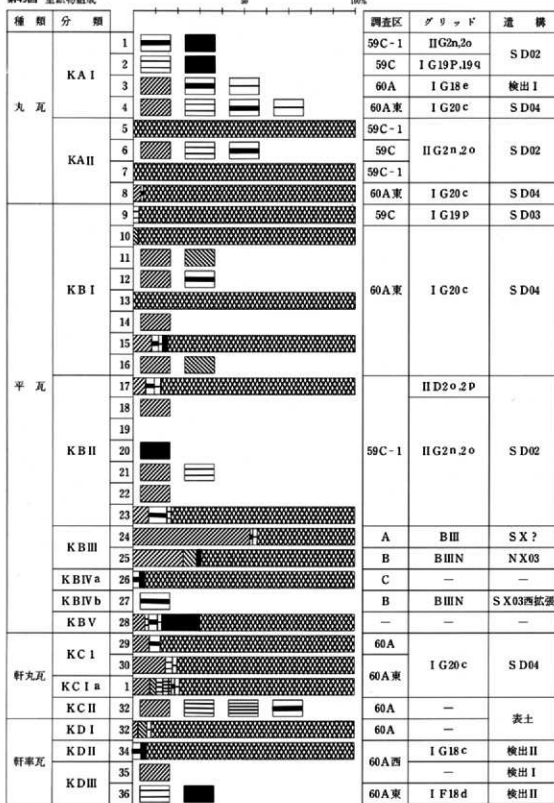 50 100%
種類 分類 調査区 グリッド 遺構
丸瓦 KAI 1 59C-1 IIG2n,2o SD02
2 59C IG19P,19q
3 60A IG18e 検出I
4 60A東 IG20c SD04
KAII 5 59C-1 IIG2n,2o SD02
6 59C
7 59C-1
8 60A東 IG20c SD04
平瓦 KBI 9 59C IG19p SD03
10 60A東 IG20c SD04
11
12
13
14
15
16
KBII 17 59C-1 IID2o,2p SD02
18 IIG2n,2o
19
20
21
22
23
KBIII 24 A BIII SX?
25 B BIIIN NX03
KBIVa 26 C — —
KBIVb 27 B BIIIN SX03西拡張
KBV 28 — — —
軒丸瓦 KC1 29 60A IG20c SD04
30 60A東
KCIa 1
KCII 32 60A — 表土
軒平瓦 KDI 32 60A —
KDII 34 60A西 IG18c 検出II
KDIII 35 — 検出I
36 60A東 IF18d 検出II